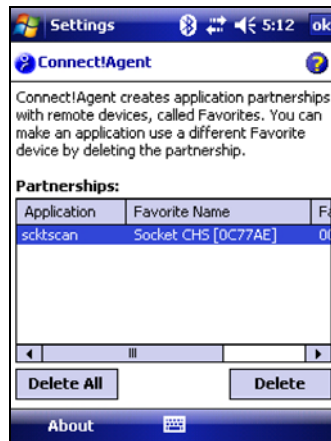 Settings 5:12 ok
Connect!Agent
Connect!Agent creates application partnerships
with remote devices, called Favorites. You can
make an application use a different Favorite
device by deleting the partnership.
Partnerships:
Application Favorite Name Fa
scktscan Socket CHS [0C77AE] 00
Delete All Delete
About